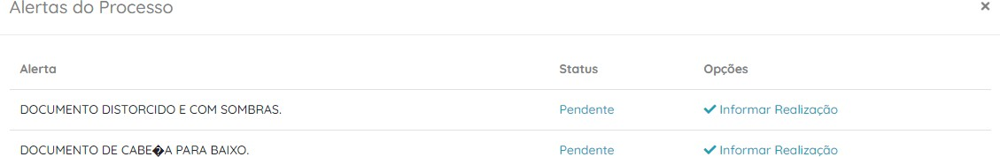 Alertas do Processo ×
Alerta Status Opções
DOCUMENTO DISTORCIDO E COM SOMBRAS. Pendente ✔ Informar Realização
DOCUMENTO DE CABE�A PARA BAIXO. Pendente ✔ Informar Realização